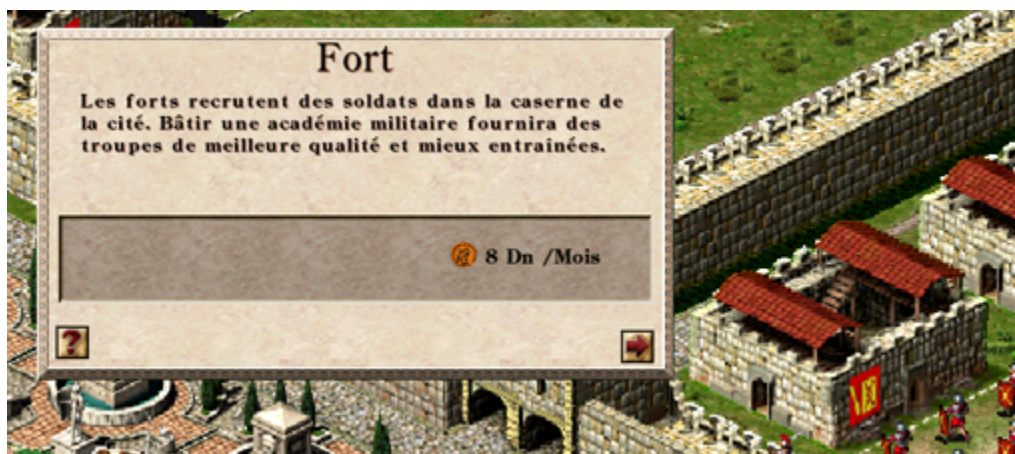 Fort
Les forts recrutent des soldats dans la caserne de
la cité. Bâtir une académie militaire fournira des
troupes de meilleure qualité et mieux entrainées.
8 Dn /Mois
?